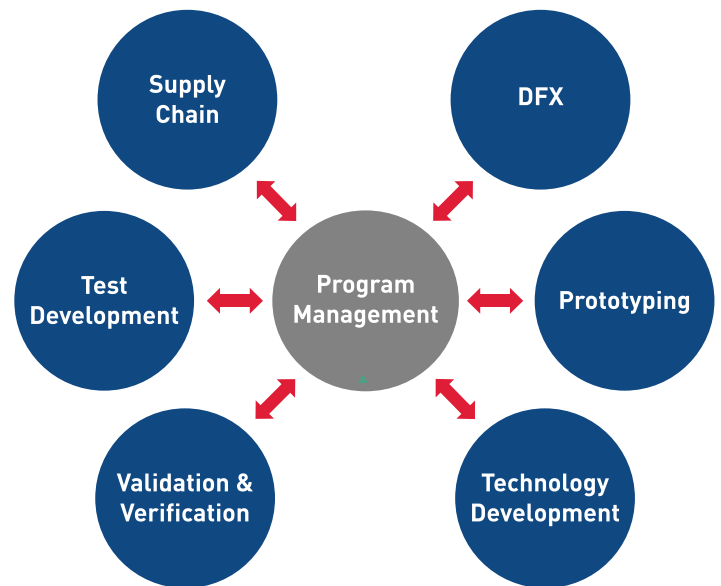 Supply
Chain
DFX
Test
Development
Program
Management
Prototyping
Validation &
Verification
Technology
Development